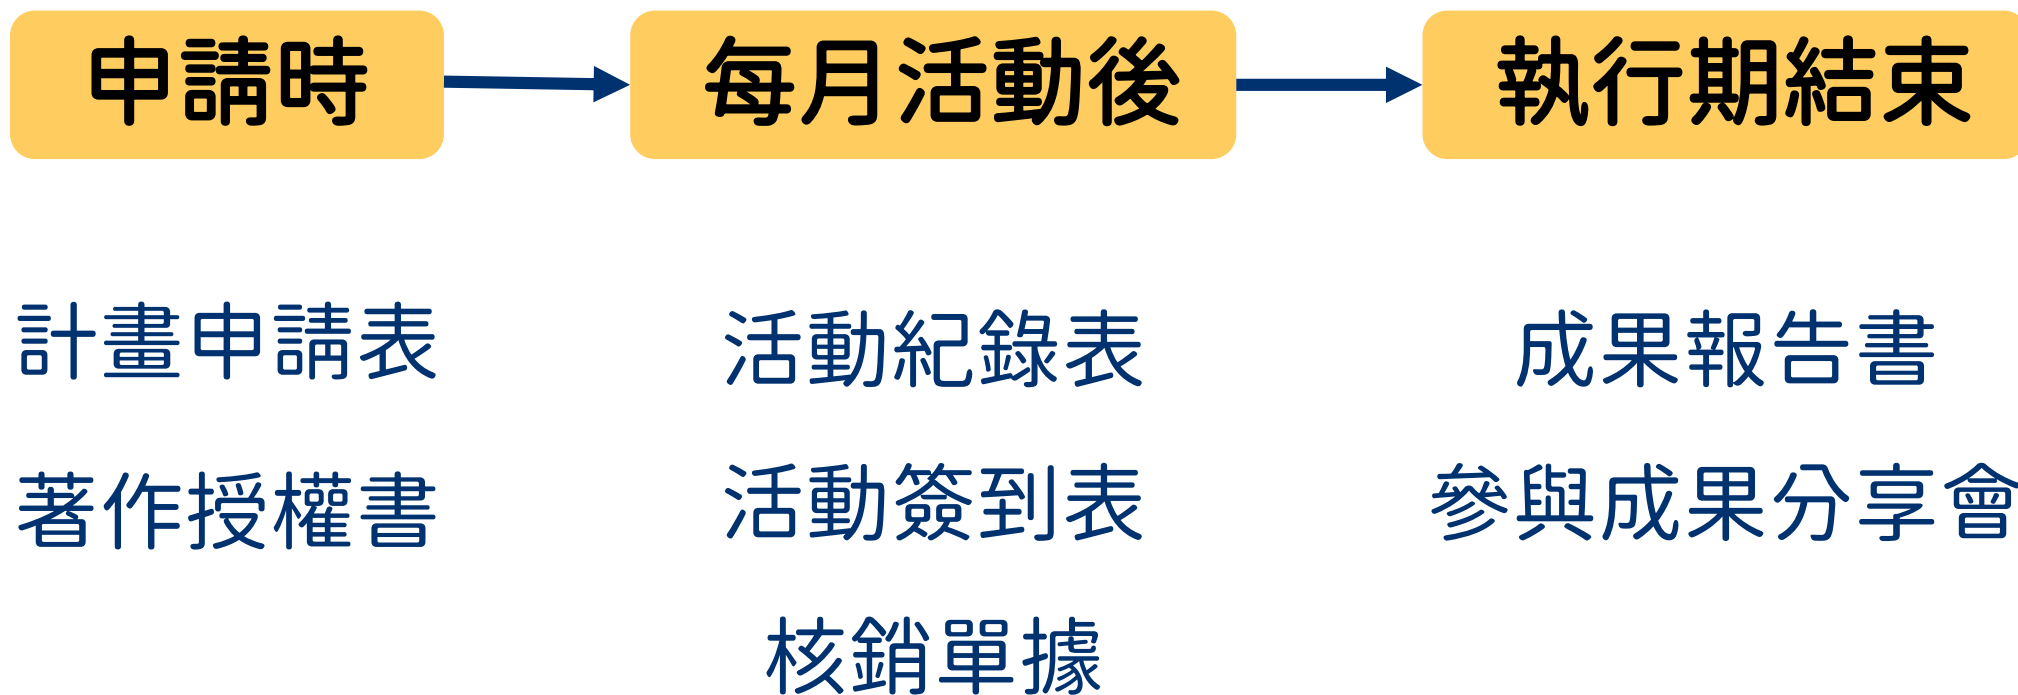 申請時
每月活動後
執行期結束
計畫申請表
著作授權書
活動紀錄表
活動簽到表
核銷單據
成果報告書
參與成果分享會